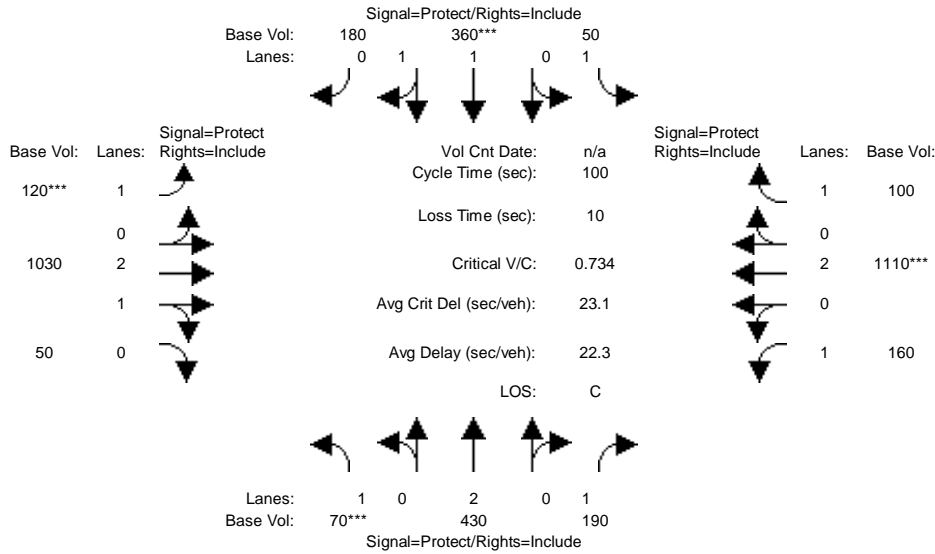 Signal=Protect/Rights=Include
Base Vol: 180 360*** 50
Lanes: 0 1 1 0 1
Signal=Protect
Base Vol: Lanes: Rights=Include
Vol Cnt Date: n/a
Signal=Protect
Rights=Include Lanes: Base Vol:
Cycle Time (sec): 100
120*** 1
1 100
Loss Time (sec): 10
0
0
1030 2
Critical V/C: 0.734
2 1110***
1
Avg Crit Del (sec/veh): 23.1
0
50 0
Avg Delay (sec/veh): 22.3
1 160
LOS: C
Lanes: 1 0 2 0 1
Base Vol: 70*** 430 190
Signal=Protect/Rights=Include